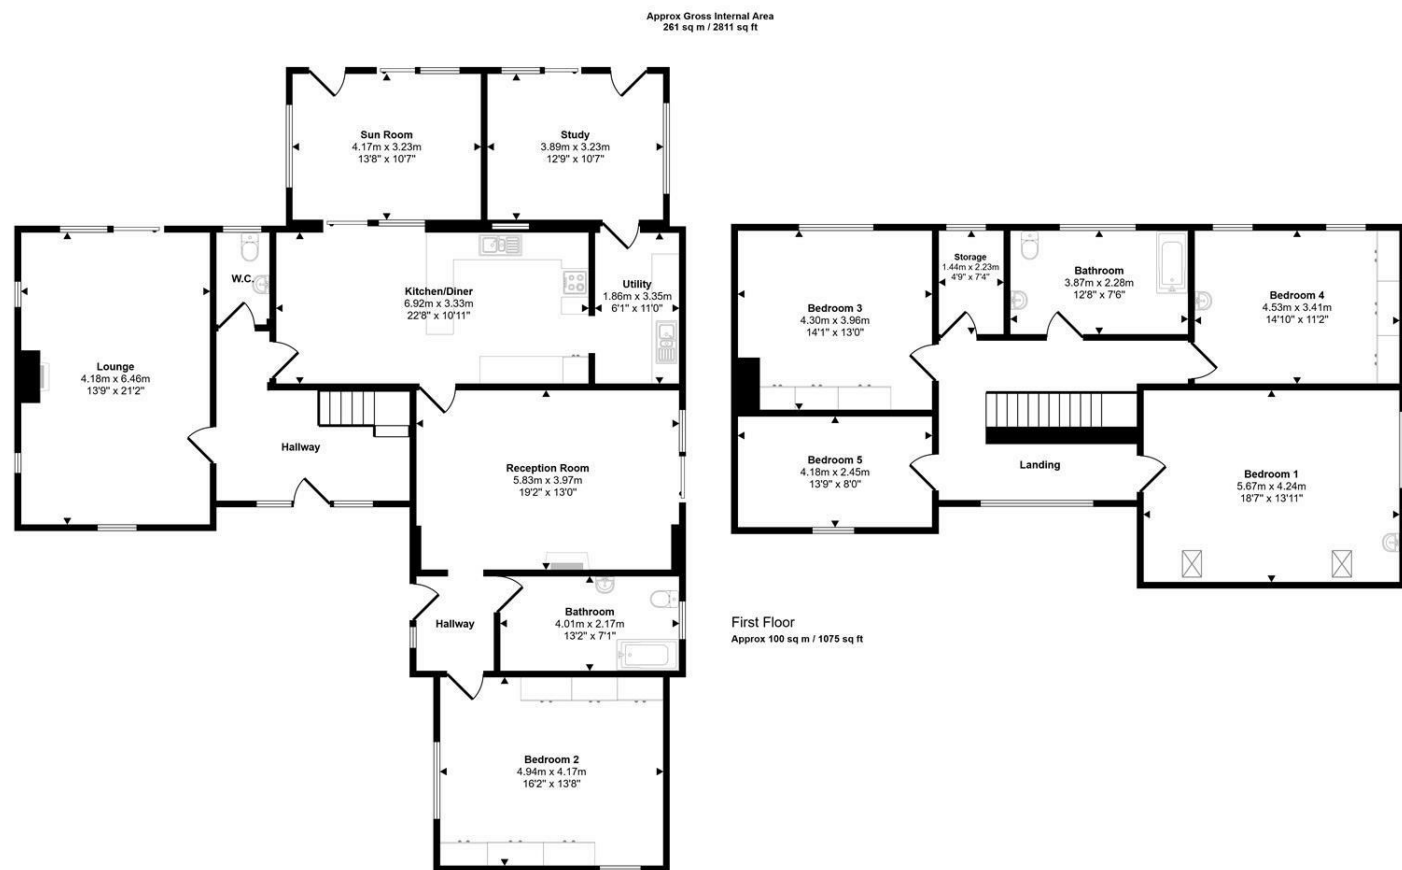 Approx Gross Internal Area
261 sq m / 2811 sq ft
Sun Room
4.17m x 3.23m
13'8" x 10'7"
Study
3.89m x 3.23m
12'9" x 10'7"
Lounge
4.18m x 6.46m
13'9" x 21'2"
W.C.
Kitchen/Diner
6.92m x 3.33m
22'8" x 10'11"
Utility
1.86m x 3.35m
6'1" x 11'0"
Hallway
Reception Room
5.83m x 3.97m
19'2" x 13'0"
Hallway
Bathroom
4.01m x 2.17m
13'2" x 7'1"
Bedroom 2
4.94m x 4.17m
16'2" x 13'8"
Bedroom 3
4.30m x 3.96m
14'1" x 13'0"
Storage
1.44m x 2.23m
4'9" x 7'4"
Bathroom
3.87m x 2.28m
12'8" x 7'6"
Bedroom 4
4.53m x 3.41m
14'10" x 11'2"
Bedroom 5
4.18m x 2.45m
13'9" x 8'0"
Landing
Bedroom 1
5.67m x 4.24m
18'7" x 13'11"
First Floor
Approx 100 sq m / 1075 sq ft